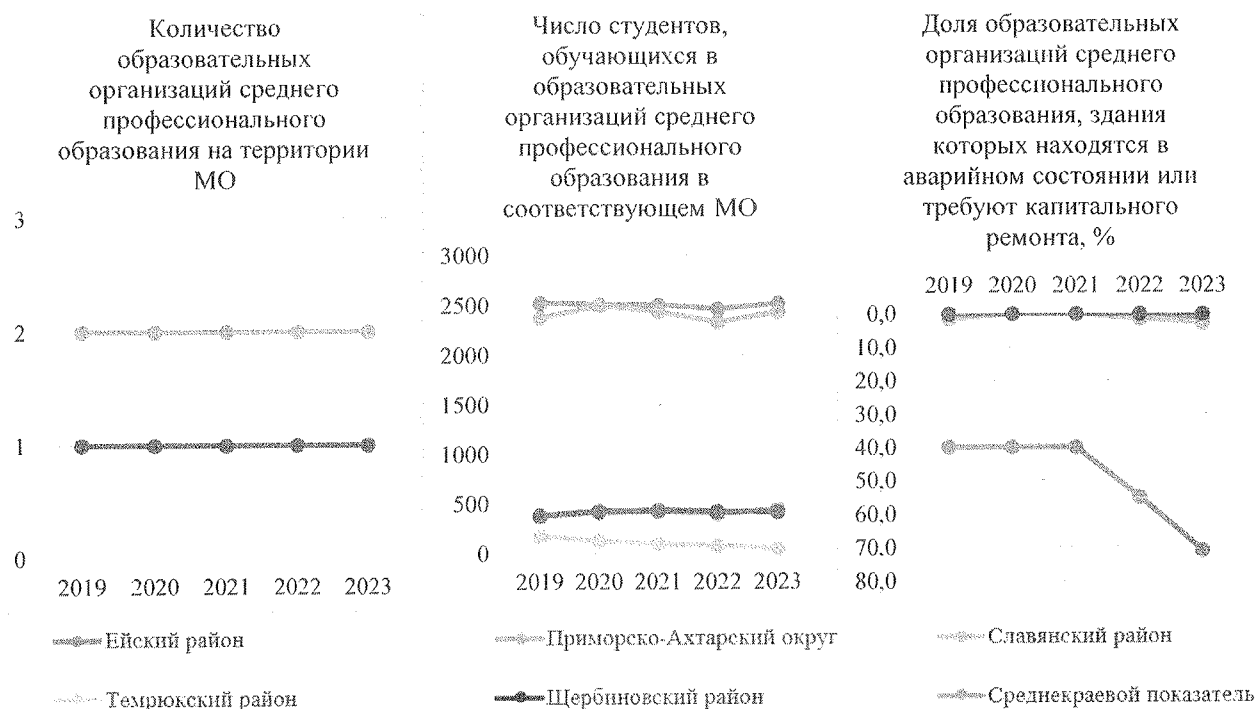 Количество
образовательных
организаций среднего
профессионального
образования на территории
МО
3
2
1
0
2019 2020 2021 2022 2023
Число студентов,
обучающихся в
образовательных
организаций среднего
профессионального
образования в
соответствующем МО
3000
2500
2000
1500
1000
500
0
2019 2020 2021 2022 2023
Доля образовательных
организаций среднего
профессионального
образования, здания
которых находятся в
аварийном состоянии или
требуют капитального
ремонта, %
2019 2020 2021 2022 2023
0,0
10,0
20,0
30,0
40,0
50,0
60,0
70,0
80,0
Ейский район
Приморско-Ахтарский округ
Славянский район
Темрюкский район
Щербиновский район
Среднекраевой показатель